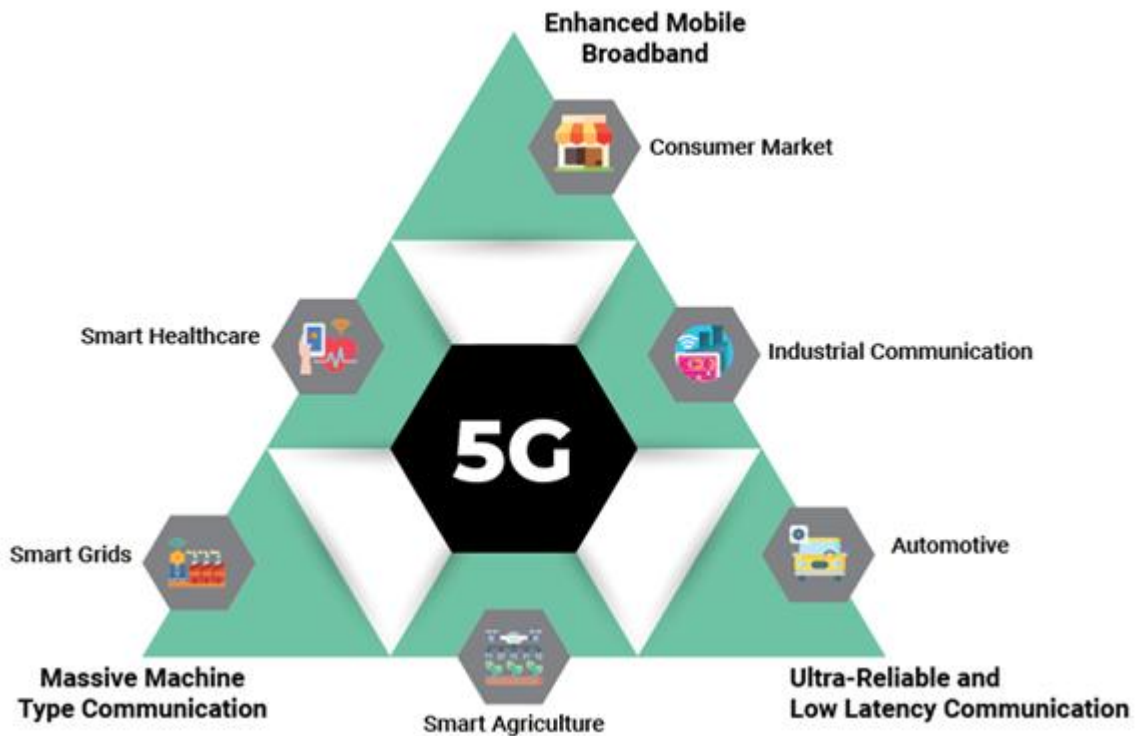 Enhanced Mobile
Broadband
Consumer Market
Smart Healthcare
Industrial Communication
5G
Smart Grids
Automotive
Massive Machine
Type Communication
Smart Agriculture
Ultra-Reliable and
Low Latency Communication